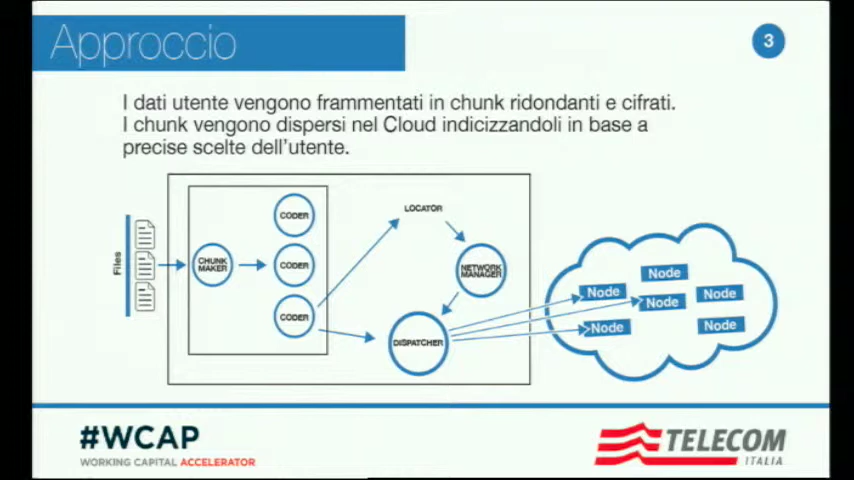 Approccio
3
I dati utente vengono frammentati in chunk ridondanti e cifrati.
I chunk vengono dispersi nel Cloud indicizzandoli in base a
precise scelte dell'utente.
Files
CHUNK
MAKER
CODER
CODER
CODER
LOCATOR
NETWORK
MANAGER
DISPATCHER
Node
Node
Node
Node
Node
Node
#WCAP
WORKING CAPITAL ACCELERATOR
TELECOM
ITALIA